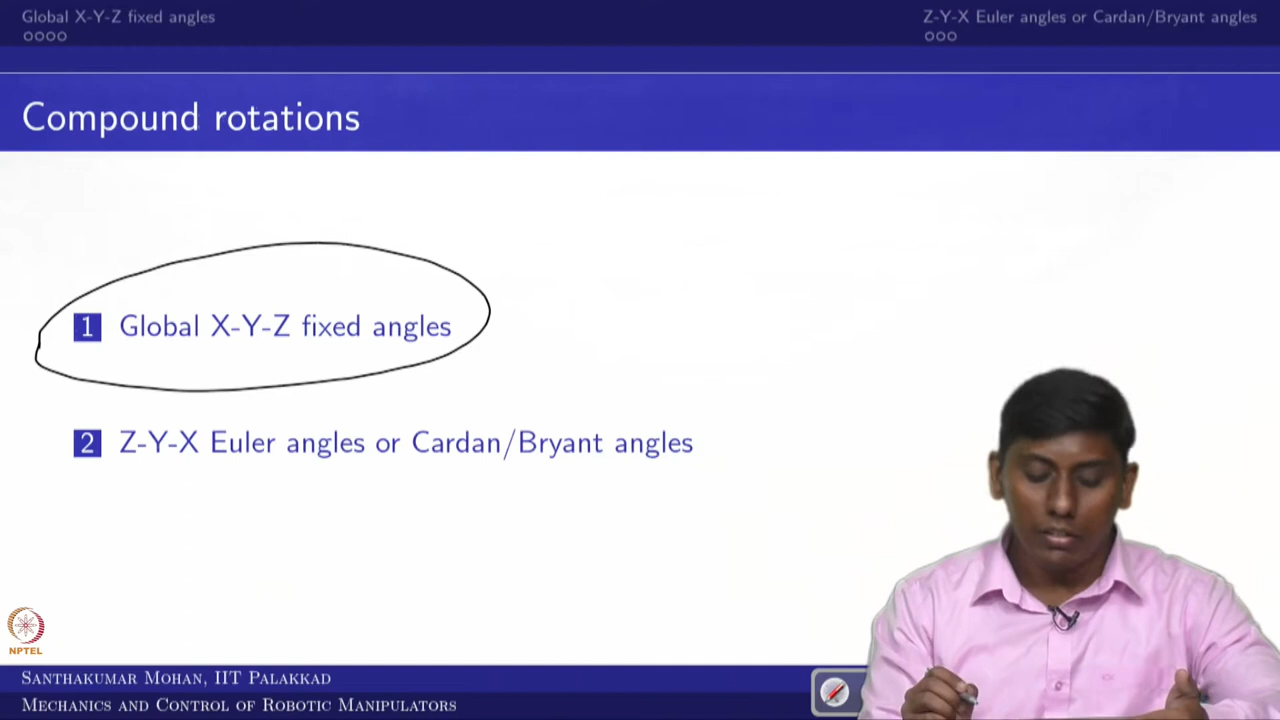 Global X-Y-Z fixed angles
Z-Y-X Euler angles or Cardan/Bryant angles
Compound rotations
1 Global X-Y-Z fixed angles
2 Z-Y-X Euler angles or Cardan/Bryant angles
NPTEL
SANTHAKUMAR MOHAN, IIT PALAKKAD
MECHANICS AND CONTROL OF ROBOTIC MANIPULATORS